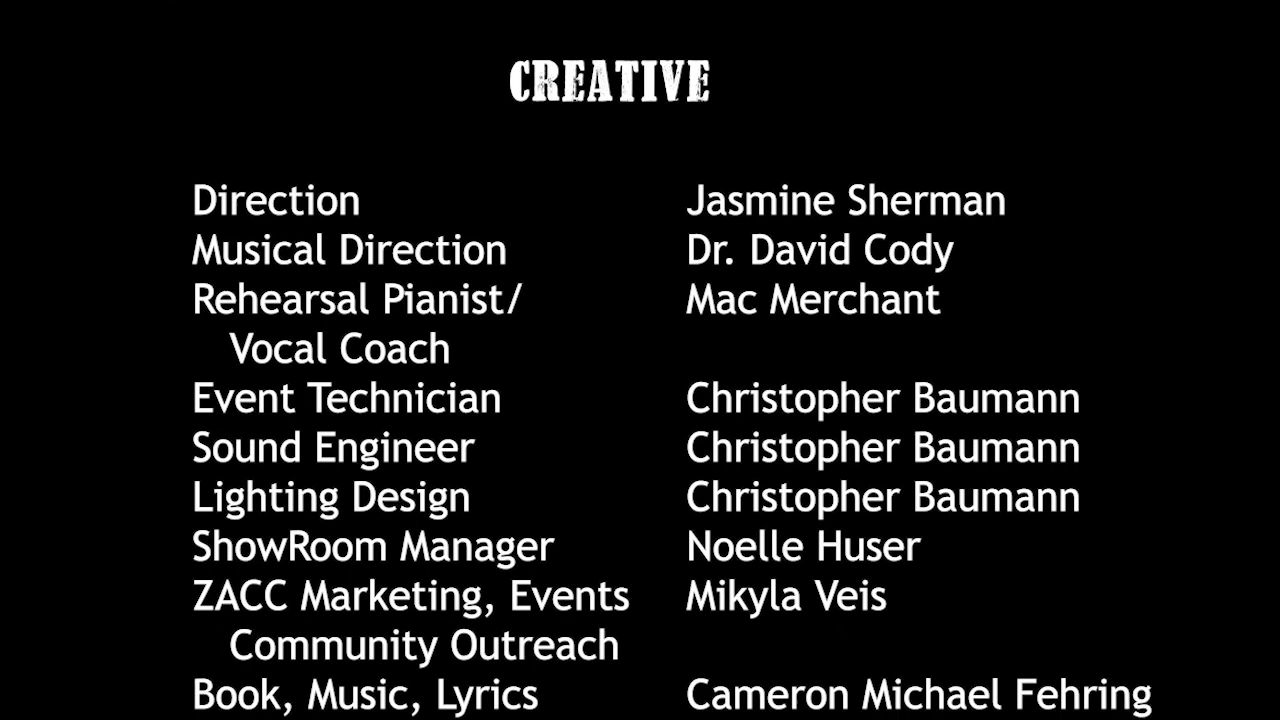 CREATIVE
Direction Jasmine Sherman
Musical Direction Dr. David Cody
Rehearsal Pianist/ Mac Merchant
Vocal Coach
Event Technician Christopher Baumann
Sound Engineer Christopher Baumann
Lighting Design Christopher Baumann
ShowRoom Manager Noelle Huser
ZACC Marketing, Events Mikyla Veis
Community Outreach
Book, Music, Lyrics Cameron Michael Fehring